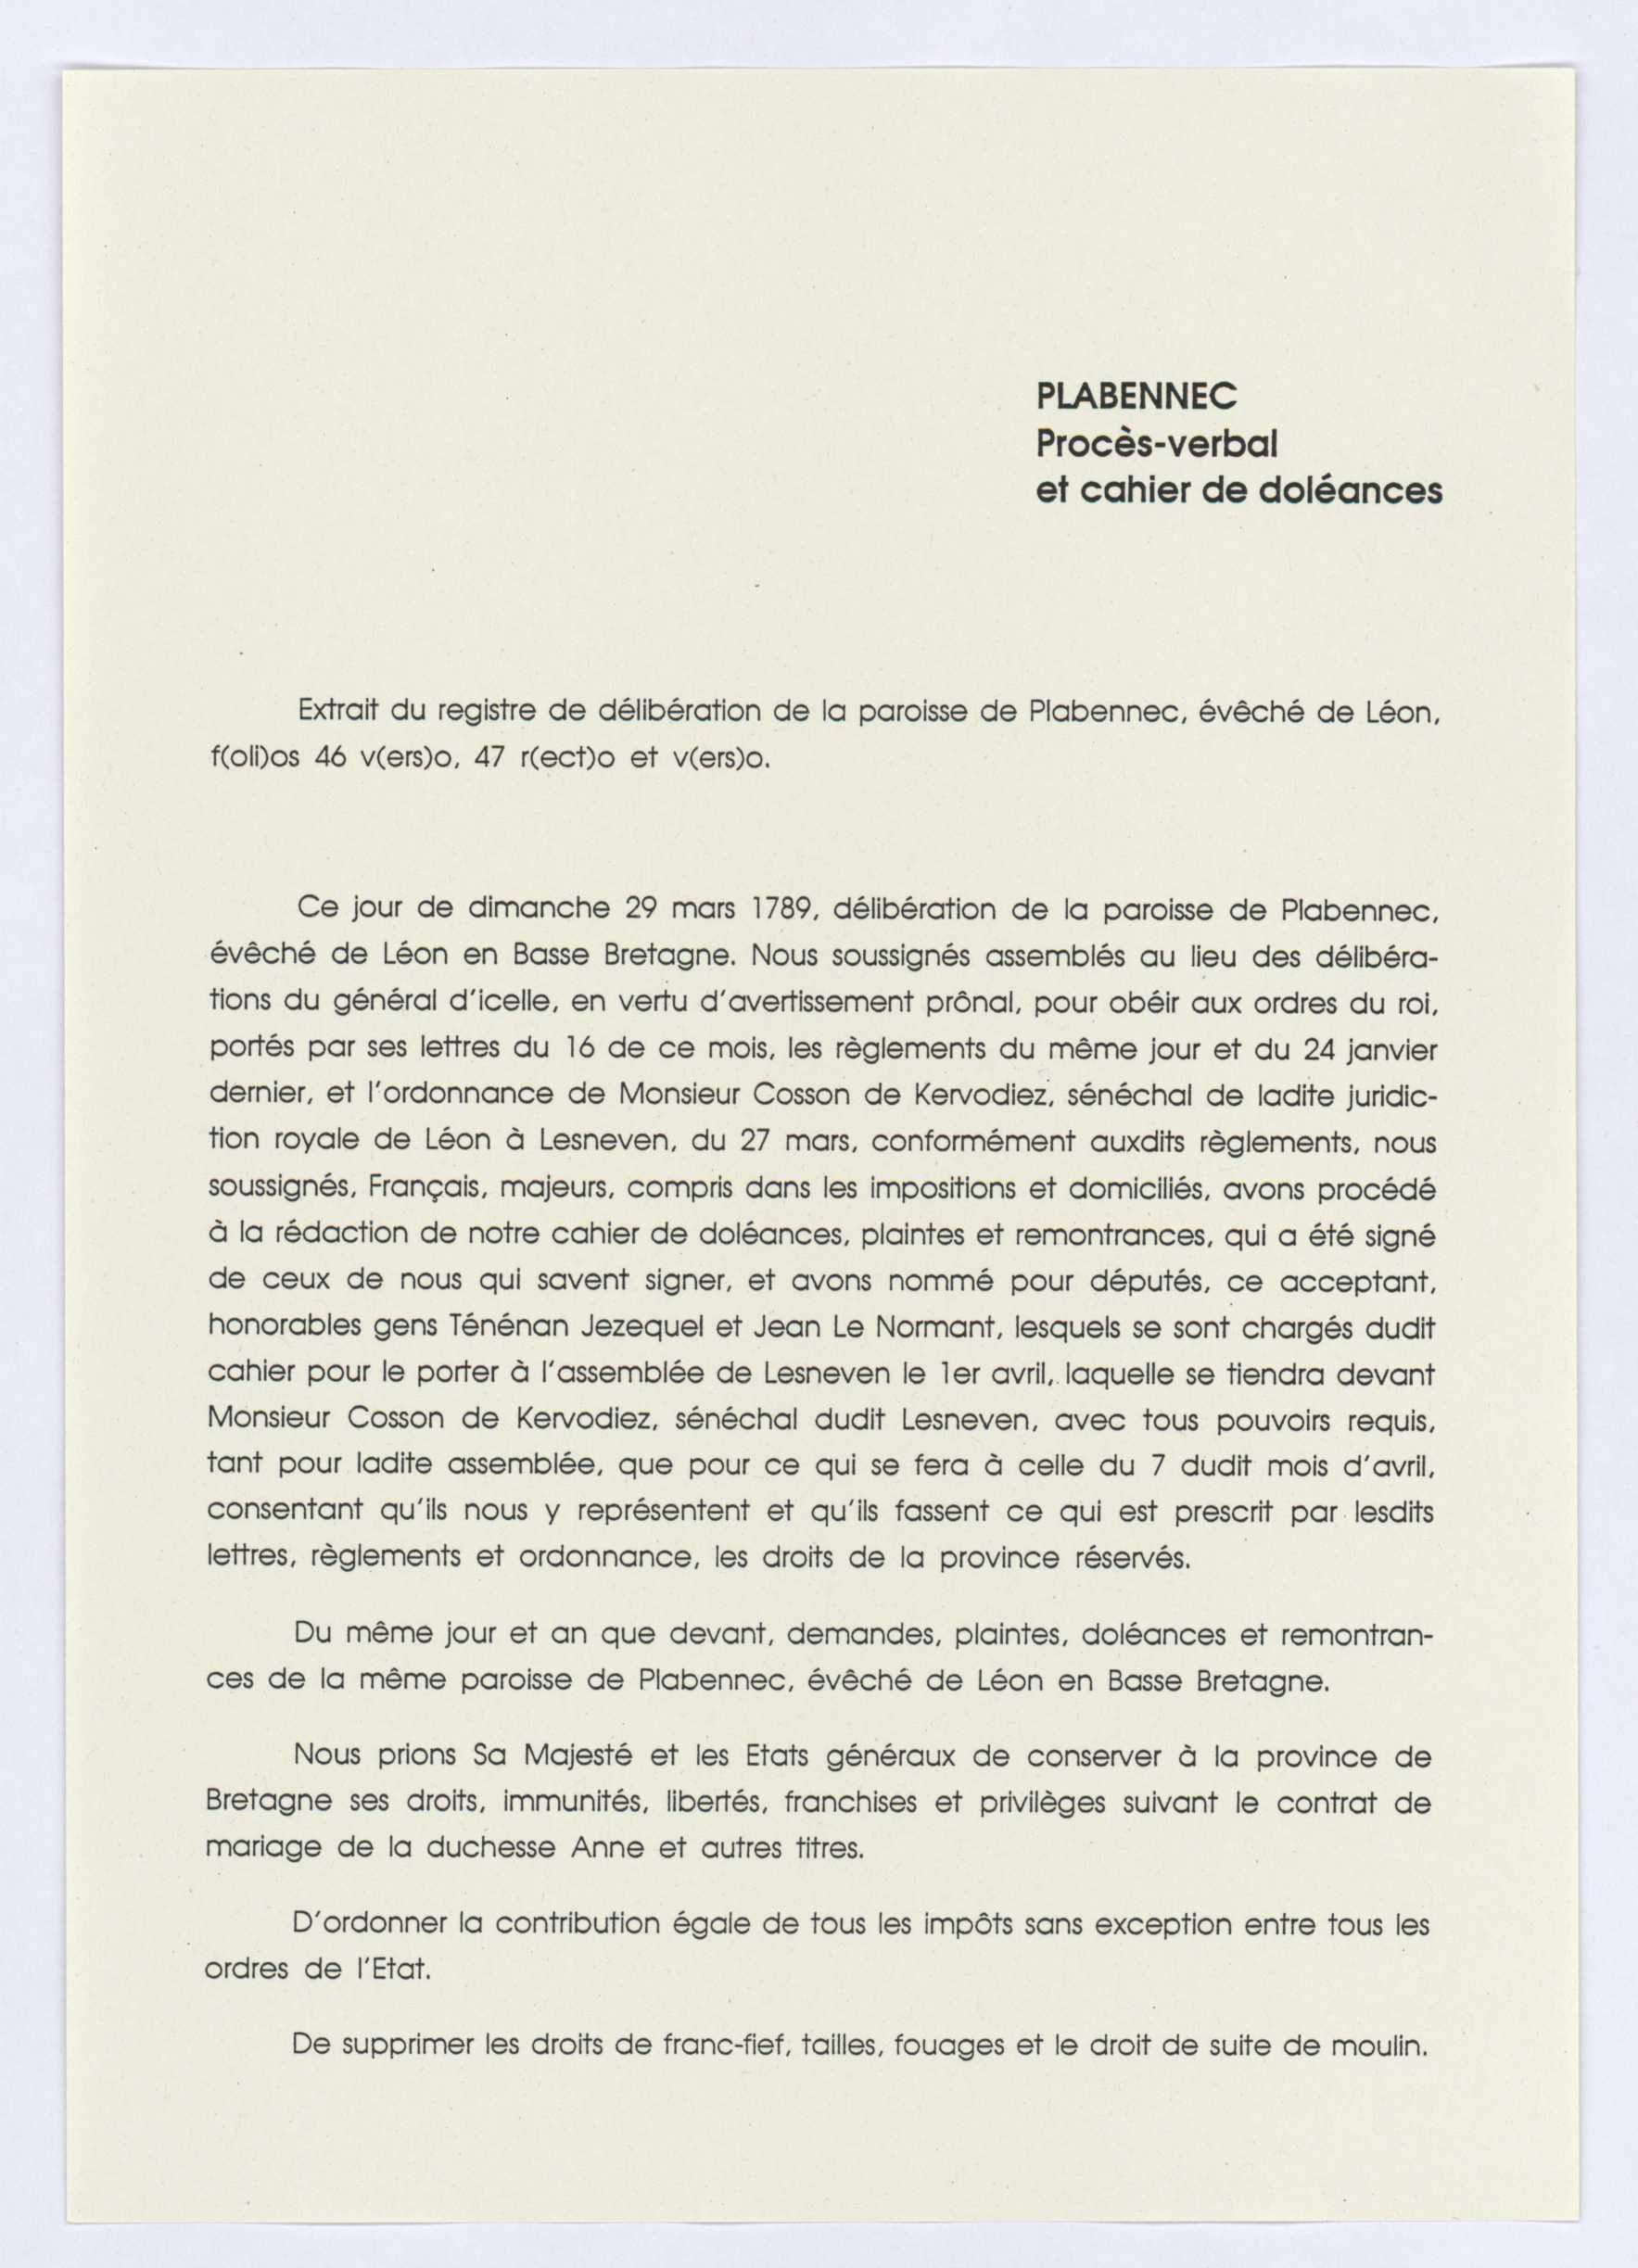 PLABENNEC
Procès-verbal
et cahier de doléances
Extrait du registre de délibération de la paroisse de Plabennec, évêché de Léon,
f(oli)os 46 v(ers)o, 47 r(ect)o et v(ers)o.
Ce jour de dimanche 29 mars 1789, délibération de la paroisse de Plabennec,
évêché de Léon en Basse Bretagne. Nous soussignés assemblés au lieu des délibéra-
tions du général d'icelle, en vertu d'avertissement prônal, pour obéir aux ordres du roi,
portés par ses lettres du 16 de ce mois, les règlements du même jour et du 24 janvier
dernier, et l'ordonnance de Monsieur Cosson de Kervodiez, sénéchal de ladite juridic-
tion royale de Léon à Lesneven, du 27 mars, conformément auxdits règlements, nous
soussignés, Français, majeurs, compris dans les impositions et domiciliés, avons procédé
à la rédaction de notre cahier de doléances, plaintes et remontrances, qui a été signé
de ceux de nous qui savent signer, et avons nommé pour députés, ce acceptant,
honorables gens Ténénan Jezequel et Jean Le Normant, lesquels se sont chargés dudit
cahier pour le porter à l'assemblée de Lesneven le 1er avril, laquelle se tiendra devant
Monsieur Cosson de Kervodiez, sénéchal dudit Lesneven, avec tous pouvoirs requis,
tant pour ladite assemblée, que pour ce qui se fera à celle du 7 dudit mois d'avril,
consentant qu'ils nous y représentent et qu'ils fassent ce qui est prescrit par lesdits
lettres, règlements et ordonnance, les droits de la province réservés.
Du même jour et an que devant, demandes, plaintes, doléances et remontran-
ces de la même paroisse de Plabennec, évêché de Léon en Basse Bretagne.
Nous prions Sa Majesté et les Etats généraux de conserver à la province de
Bretagne ses droits, immunités, libertés, franchises et privilèges suivant le contrat de
mariage de la duchesse Anne et autres titres.
D'ordonner la contribution égale de tous les impôts sans exception entre tous les
ordres de l'Etat.
De supprimer les droits de franc-fief, tailles, fouages et le droit de suite de moulin.